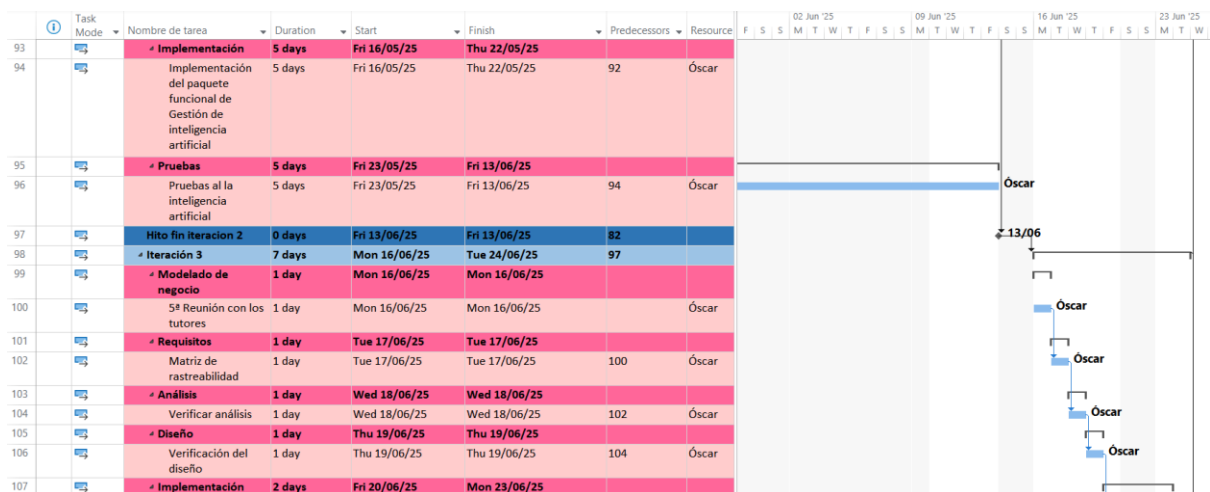 Task Mode Nombre de tarea Duration Start Finish Predecessors Resource
02 Jun '25 09 Jun '25 16 Jun '25 23 Jun '25
F S S M T W T F S S M T W T F S S M T W T F S S M T W
93 Implementación 5 days Fri 16/05/25 Thu 22/05/25
94 Implementación 5 days Fri 16/05/25 Thu 22/05/25 92 Óscar
del paquete
funcional de
Gestión de
inteligencia
artificial
95 Pruebas 5 days Fri 23/05/25 Fri 13/06/25
96 Pruebas al la 5 days Fri 23/05/25 Fri 13/06/25 94 Óscar Óscar
inteligencia
artificial
97 Hito fin iteracion 2 0 days Fri 13/06/25 Fri 13/06/25 82 13/06
98 Iteración 3 7 days Mon 16/06/25 Tue 24/06/25 97
99 Modelado de 1 day Mon 16/06/25 Mon 16/06/25
negocio
100 5ª Reunión con los 1 day Mon 16/06/25 Mon 16/06/25 Óscar Óscar
tutores
101 Requisitos 1 day Tue 17/06/25 Tue 17/06/25
102 Matriz de 1 day Tue 17/06/25 Tue 17/06/25 100 Óscar Óscar
rastreabilidad
103 Análisis 1 day Wed 18/06/25 Wed 18/06/25
104 Verificar análisis 1 day Wed 18/06/25 Wed 18/06/25 102 Óscar Óscar
105 Diseño 1 day Thu 19/06/25 Thu 19/06/25
106 Verificación del 1 day Thu 19/06/25 Thu 19/06/25 104 Óscar Óscar
diseño
107 Implementación 2 days Fri 20/06/25 Mon 23/06/25